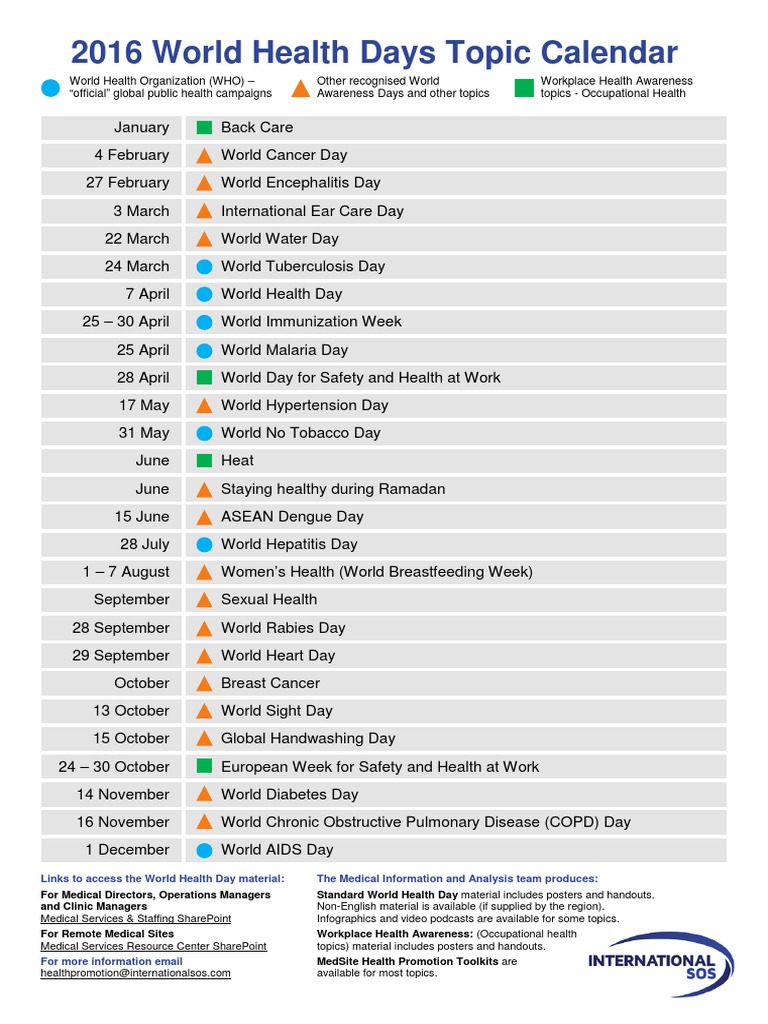 2016 World Health Days Topic Calendar
World Health Organization (WHO) –
“official” global public health campaigns
Other recognised World
Awareness Days and other topics
Workplace Health Awareness
topics - Occupational Health
January Back Care
4 February World Cancer Day
27 February World Encephalitis Day
3 March International Ear Care Day
22 March World Water Day
24 March World Tuberculosis Day
7 April World Health Day
25 – 30 April World Immunization Week
25 April World Malaria Day
28 April World Day for Safety and Health at Work
17 May World Hypertension Day
31 May World No Tobacco Day
June Heat
June Staying healthy during Ramadan
15 June ASEAN Dengue Day
28 July World Hepatitis Day
1 – 7 August Women’s Health (World Breastfeeding Week)
September Sexual Health
28 September World Rabies Day
29 September World Heart Day
October Breast Cancer
13 October World Sight Day
15 October Global Handwashing Day
24 – 30 October European Week for Safety and Health at Work
14 November World Diabetes Day
16 November World Chronic Obstructive Pulmonary Disease (COPD) Day
1 December World AIDS Day
Links to access the World Health Day material:
For Medical Directors, Operations Managers
and Clinic Managers
Medical Services & Staffing SharePoint
For Remote Medical Sites
Medical Services Resource Center SharePoint
For more information email
healthpromotion@internationalsos.com
The Medical Information and Analysis team produces:
Standard World Health Day material includes posters and handouts.
Non-English material is available (if supplied by the region).
Infographics and video podcasts are available for some topics.
Workplace Health Awareness: (Occupational health
topics) material includes posters and handouts.
MedSite Health Promotion Toolkits are
available for most topics.
INTERNATIONAL
SOS